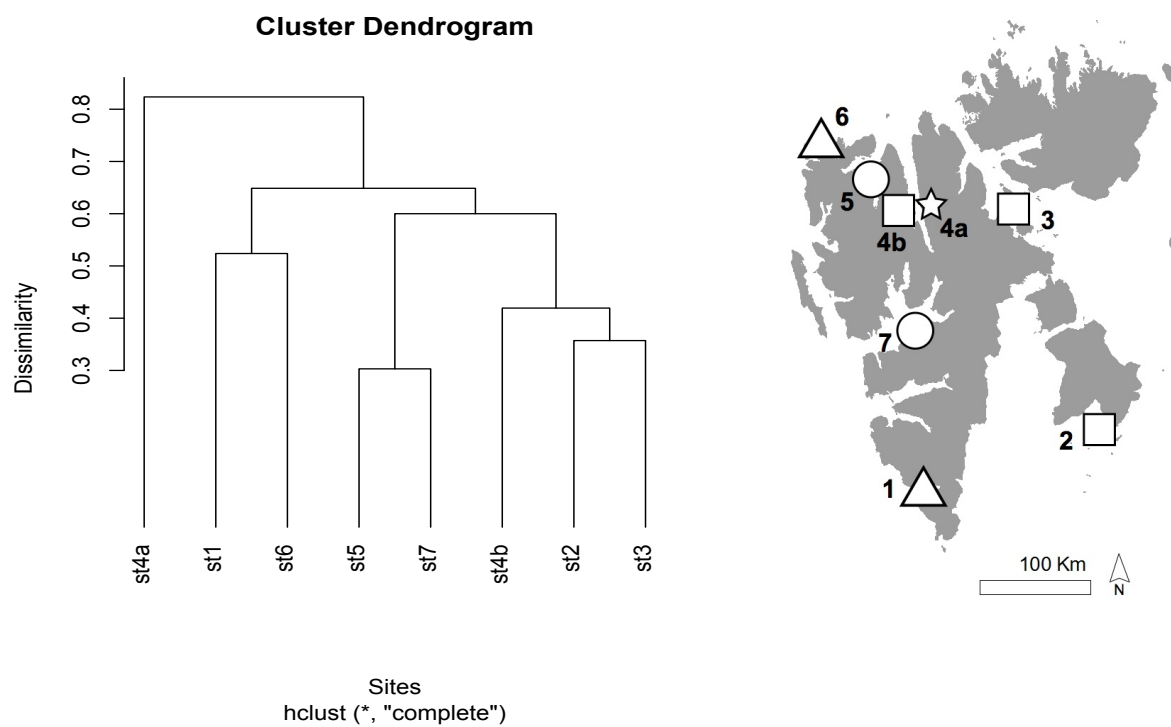 Cluster Dendrogram
Dissimilarity
0.8
0.7
0.6
0.5
0.4
0.3
st4a
st1
st6
st5
st7
st4b
st2
st3
Sites
hclust (*, "complete")
6
5
4b
4a
3
7
2
1
100 Km
N